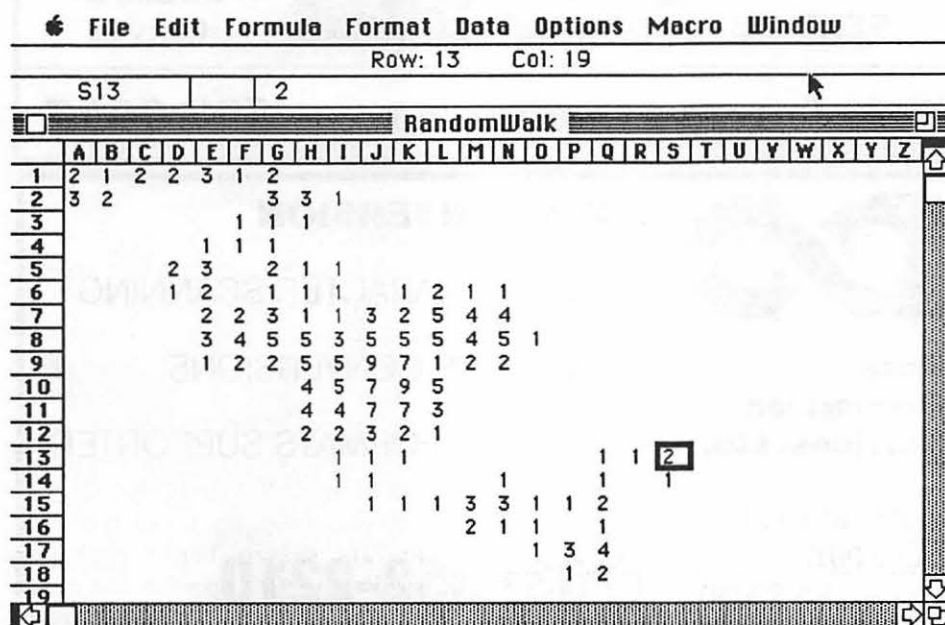 File Edit Formula Format Data Options Macro Window
Row: 13 Col: 19
S13 2
RandomWalk
A B C D E F G H I J K L M N O P Q R S T U V W X Y Z
1 2 1 2 2 3 2
2 3 2 3 3 1
3 1 1 1
4 1 1 1
5 2 3 2 1 1
6 1 2 1 1 1 2 1 1
7 2 2 3 1 1 3 2 5 4 4
8 3 4 5 5 3 5 5 5 4 5 1
9 1 2 2 5 5 9 7 1 2 2
10 4 5 7 9 5
11 4 4 7 7 3
12 2 2 3 2 1
13 1 1 1 1 1 2
14 1 1 1 1 1
15 1 1 1 3 3 1 1 2
16 2 1 1 1
17 1 3 4
18 1 2
19